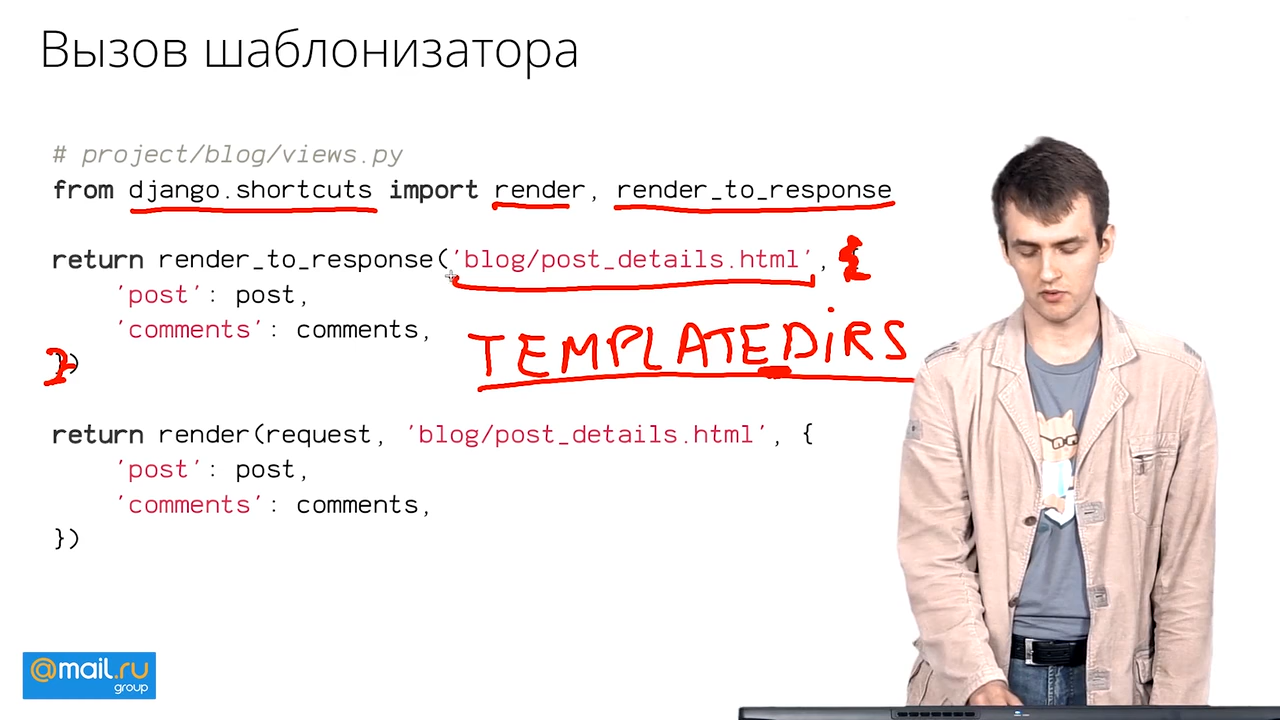 Вызов шаблонизатора
# project/blog/views.py
from django.shortcuts import render, render_to_response
return render_to_response('blog/post_details.html', {
'post': post,
'comments': comments,
})
TEMPLATEDIRS
return render(request, 'blog/post_details.html', {
'post': post,
'comments': comments,
})
@mail.ru
group